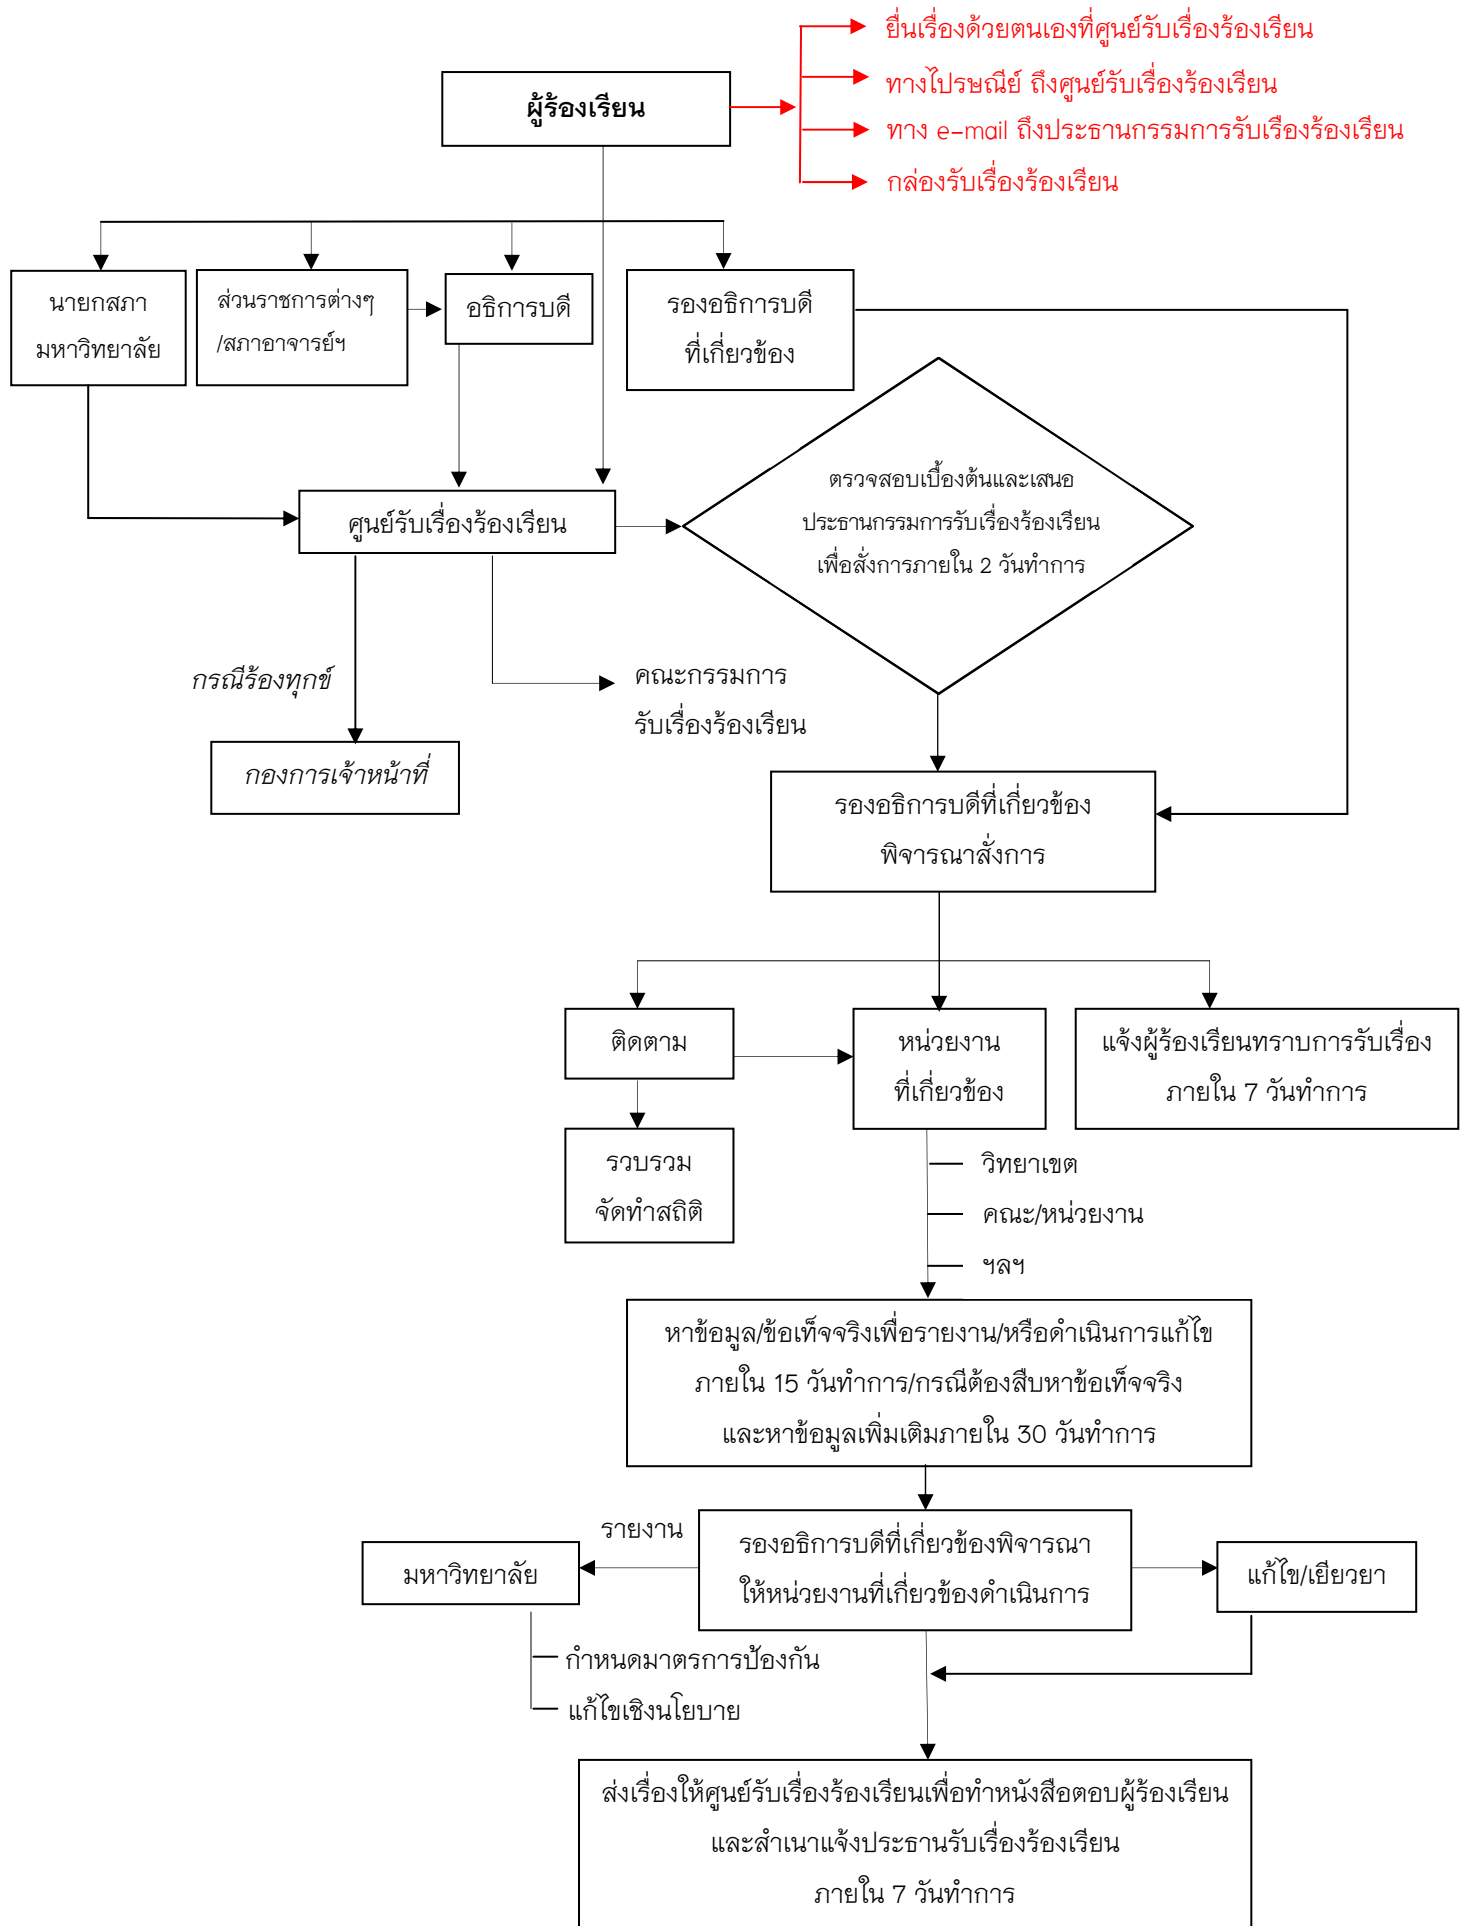 ยื่นเรื่องด้วยตนเองที่ศูนย์รับเรื่องร้องเรียน
ผู้ร้องเรียน
ทางไปรษณีย์ ถึงศูนย์รับเรื่องร้องเรียน
ทาง e-mail ถึงประธานกรรมการรับเรืองร้องเรียน
กล่องรับเรื่องร้องเรียน
นายกสภา
มหาวิทยาลัย
ส่วนราชการต่างๆ
/สภาอาจารย์ฯ
อธิการบดี
รองอธิการบดี
ที่เกี่ยวข้อง
ศูนย์รับเรื่องร้องเรียน
ตรวจสอบเบื้องต้นและเสนอ
ประธานกรรมการรับเรื่องร้องเรียน
เพื่อสั่งการภายใน 2 วันทำการ
กรณีร้องทุกข์
คณะกรรมการ
รับเรื่องร้องเรียน
กองการเจ้าหน้าที่
รองอธิการบดีที่เกี่ยวข้อง
พิจารณาสั่งการ
ติดตาม
หน่วยงาน
ที่เกี่ยวข้อง
แจ้งผู้ร้องเรียนทราบการรับเรื่อง
ภายใน 7 วันทำการ
รวบรวม
จัดทำสถิติ
วิทยาเขต
คณะ/หน่วยงาน
ฯลฯ
หาข้อมูล/ข้อเท็จจริงเพื่อรายงาน/หรือดำเนินการแก้ไข
ภายใน 15 วันทำการ/กรณีต้องสืบหาข้อเท็จจริง
และหาข้อมูลเพิ่มเติมภายใน 30 วันทำการ
รายงาน
มหาวิทยาลัย
รองอธิการบดีที่เกี่ยวข้องพิจารณา
ให้หน่วยงานที่เกี่ยวข้องดำเนินการ
แก้ไข/เยียวยา
กำหนดมาตรการป้องกัน
แก้ไขเชิงนโยบาย
ส่งเรื่องให้ศูนย์รับเรื่องร้องเรียนเพื่อทำหนังสือตอบผู้ร้องเรียน
และสำเนาแจ้งประธานรับเรื่องร้องเรียน
ภายใน 7 วันทำการ